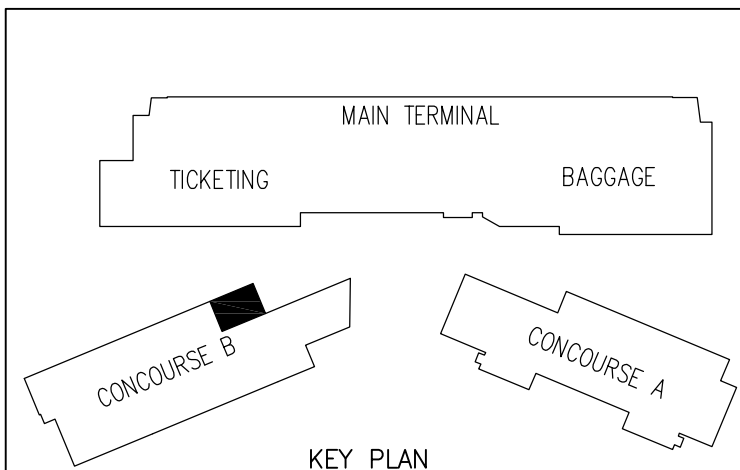 MAIN TERMINAL
TICKETING
BAGGAGE
CONCOURSE B
CONCOURSE A
KEY PLAN